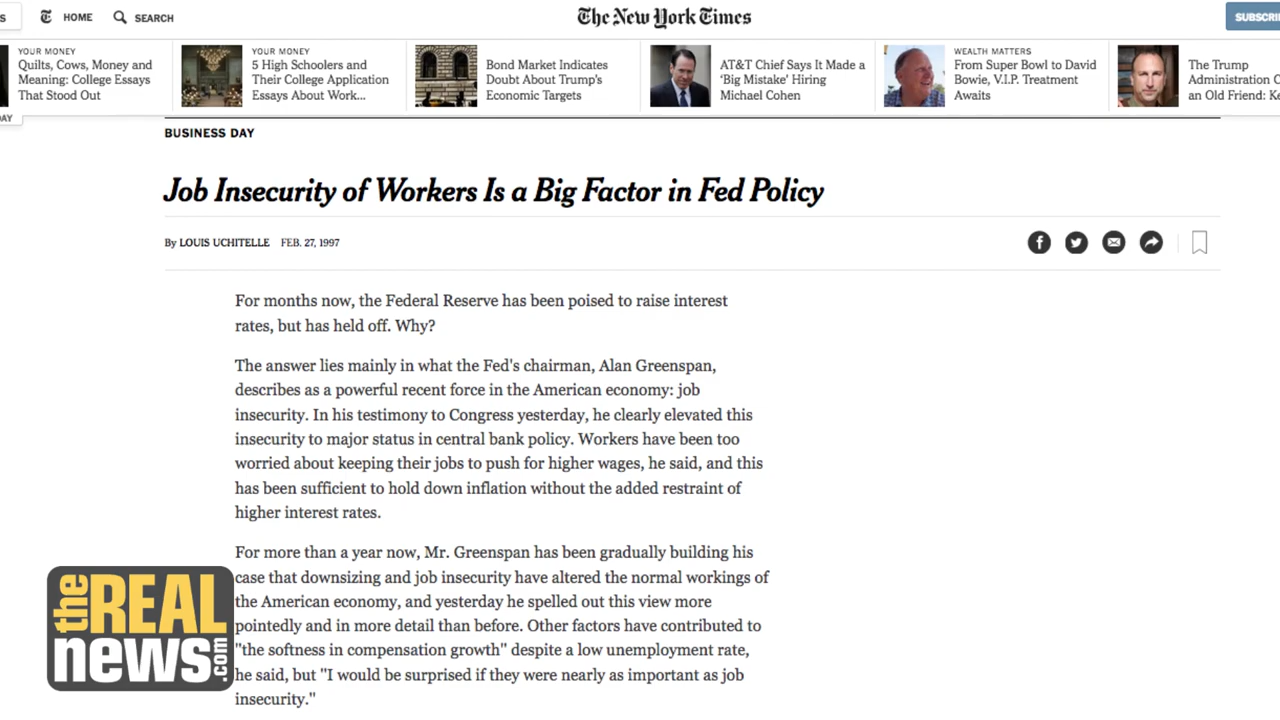 S
HOME
SEARCH
The New York Times
SUBSCRI
YOUR MONEY
Quilts, Cows, Money and
Meaning: College Essays
That Stood Out
YOUR MONEY
5 High Schoolers and
Their College Application
Essays About Work...
Bond Market Indicates
Doubt About Trump's
Economic Targets
AT&T Chief Says It Made a
'Big Mistake' Hiring
Michael Cohen
WEALTH MATTERS
From Super Bowl to David
Bowie, V.I.P. Treatment
Awaits
The Trump
Administration
an Old Friend:
AY
BUSINESS DAY
Job Insecurity of Workers Is a Big Factor in Fed Policy
By LOUIS UCHITELLE FEB. 27, 1997
For months now, the Federal Reserve has been poised to raise interest
rates, but has held off. Why?
The answer lies mainly in what the Fed's chairman, Alan Greenspan,
describes as a powerful recent force in the American economy: job
insecurity. In his testimony to Congress yesterday, he clearly elevated this
insecurity to major status in central bank policy. Workers have been too
worried about keeping their jobs to push for higher wages, he said, and this
has been sufficient to hold down inflation without the added restraint of
higher interest rates.
For more than a year now, Mr. Greenspan has been gradually building his
case that downsizing and job insecurity have altered the normal workings of
the American economy, and yesterday he spelled out this view more
pointedly and in more detail than before. Other factors have contributed to
"the softness in compensation growth" despite a low unemployment rate,
he said, but "I would be surprised if they were nearly as important as job
insecurity."
the REAL
news.com